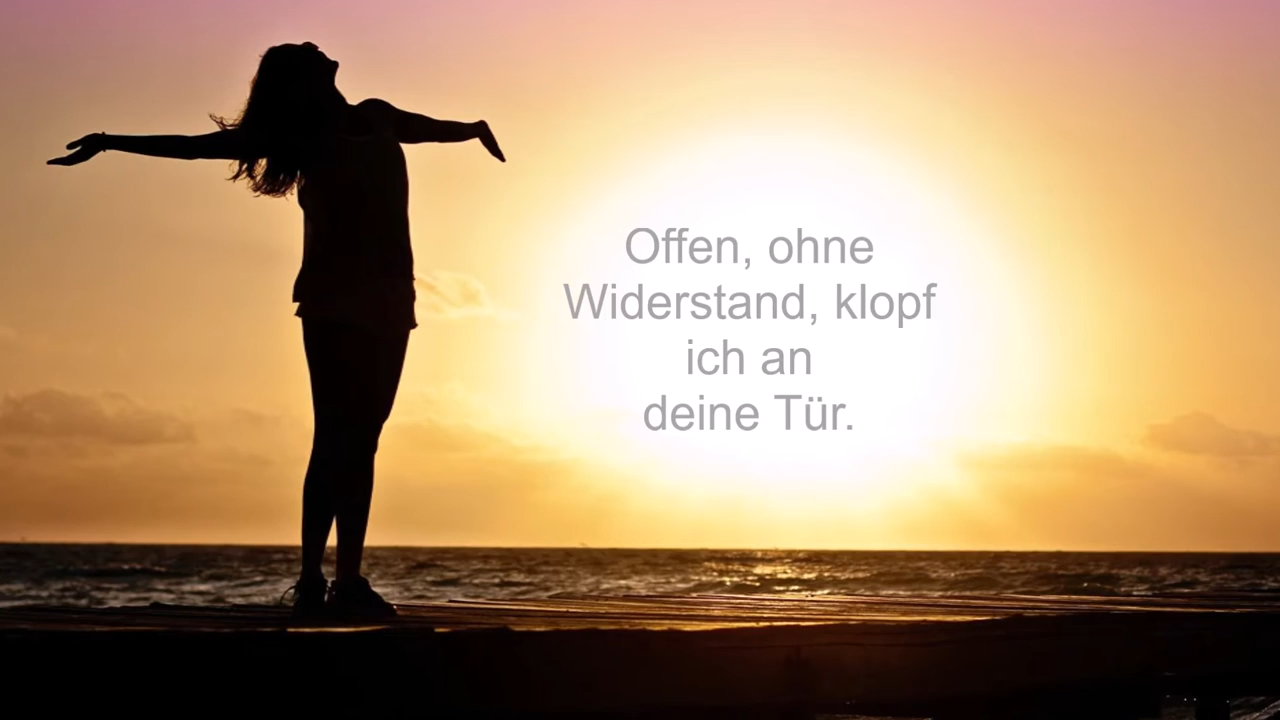 Offen, ohne
Widerstand, klopf
ich an
deine Tür.